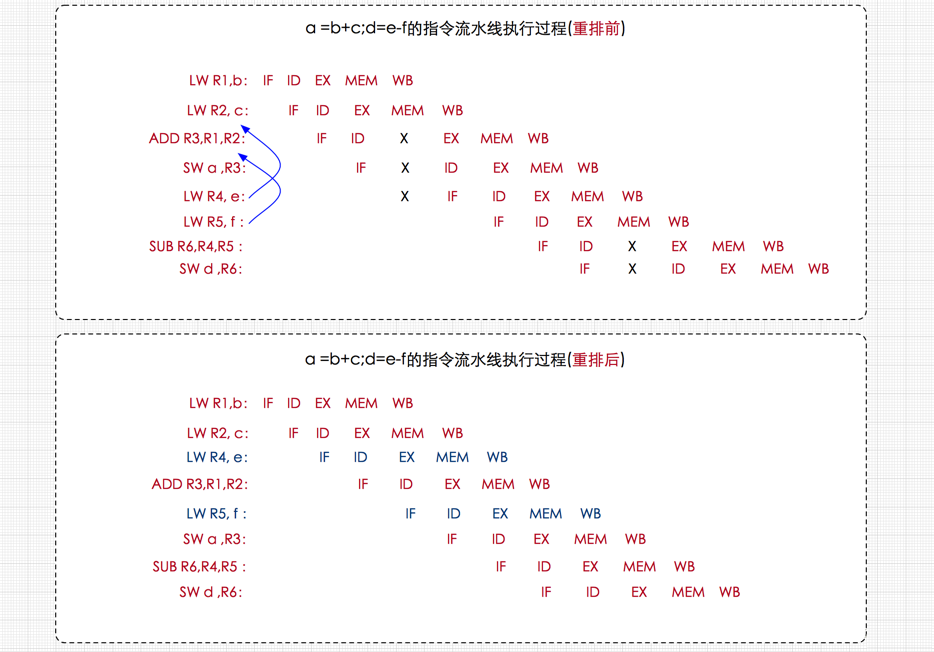 a =b+c;d=e-f的指令流水线执行过程(重排前)
LW R1,b: IF ID EX MEM WB
LW R2, c: IF ID EX MEM WB
ADD R3,R1,R2: IF ID X EX MEM WB
SW a ,R3: IF X ID EX MEM WB
LW R4, e: X IF ID EX MEM WB
LW R5, f : IF ID EX MEM WB
SUB R6,R4,R5 : IF ID X EX MEM WB
SW d ,R6: IF X ID EX MEM WB
a =b+c;d=e-f的指令流水线执行过程(重排后)
LW R1,b: IF ID EX MEM WB
LW R2, c: IF ID EX MEM WB
LW R4, e: IF ID EX MEM WB
ADD R3,R1,R2: IF ID EX MEM WB
LW R5, f : IF ID EX MEM WB
SW a ,R3: IF ID EX MEM WB
SUB R6,R4,R5 : IF ID EX MEM WB
SW d ,R6: IF ID EX MEM WB